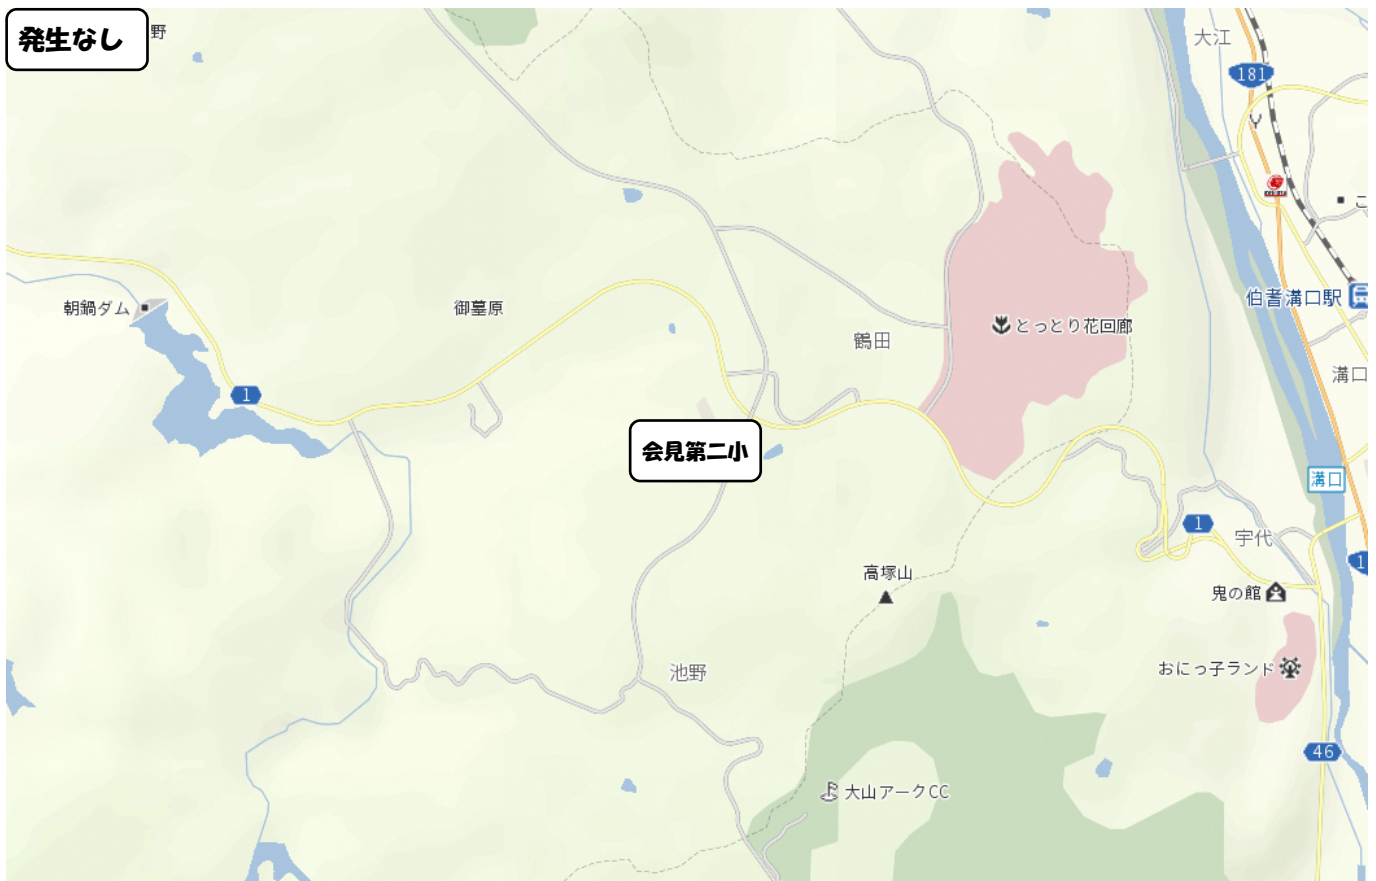 発生なし
野
大江
181
こ
朝鍋ダム
御墓原
伯耆溝口駅
とっとり花回廊
鶴田
溝口
1
会見第二小
溝口
1
宇代
1
高塚山
鬼の館
池野
おにっ子ランド
46
大山アークCC